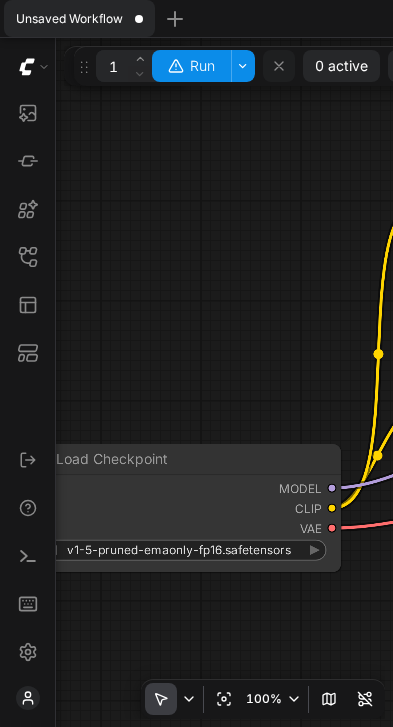 Unsaved Workflow
1 Run 0 active
Load Checkpoint
MODEL
CLIP
VAE
v1-5-pruned-emaonly-fp16.safetensors
100%